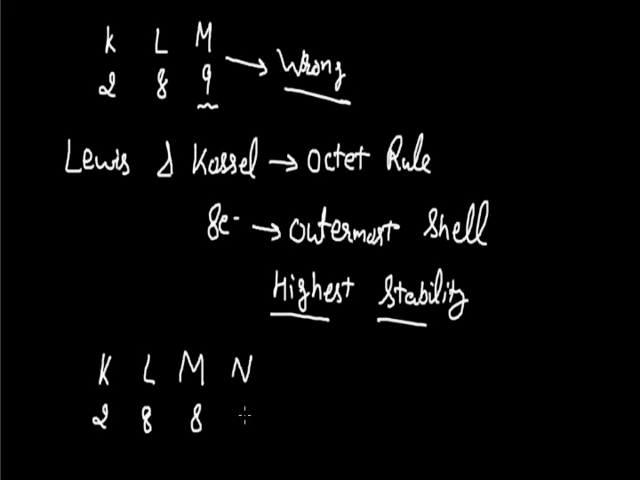 K L M
2 8 9 → Wrong
Lewis & Kossel → Octet Rule
8e- → Outermost Shell
Highest Stability
K L M N
2 8 8